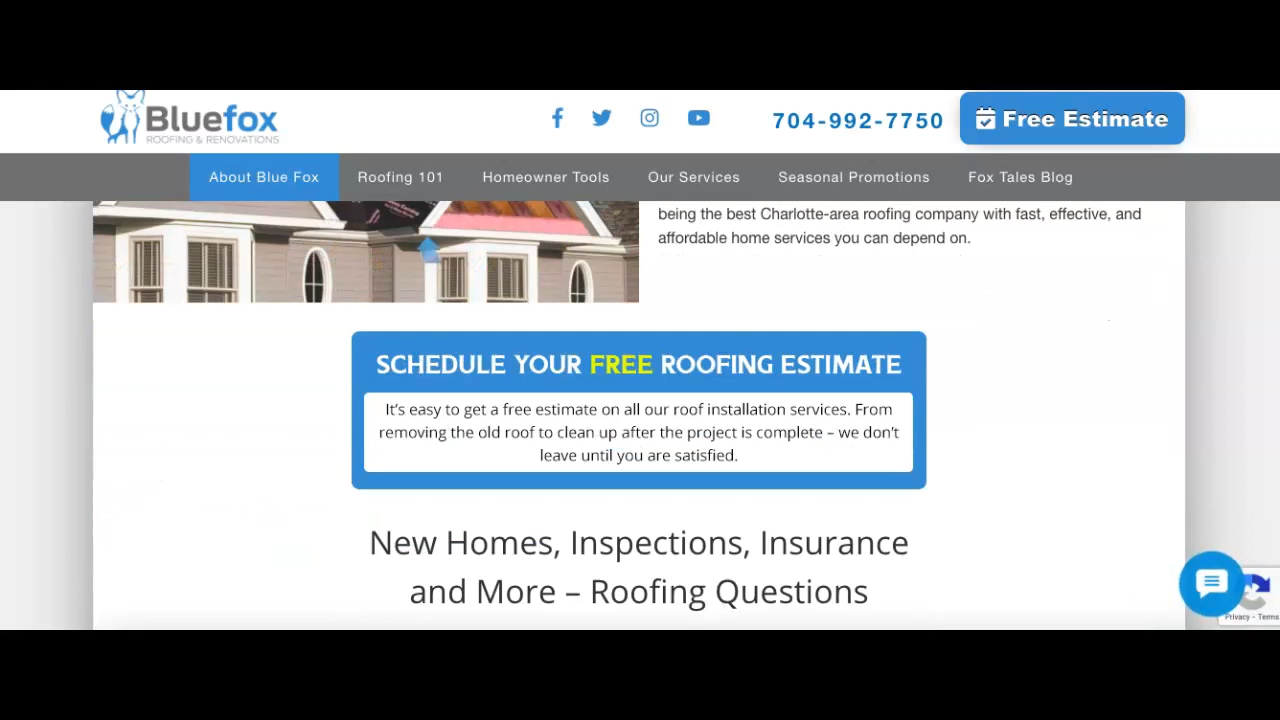 Bluefox
ROOFING & RENOVATIONS
704-992-7750
Free Estimate
About Blue Fox
Roofing 101
Homeowner Tools
Our Services
Seasonal Promotions
Fox Tales Blog
being the best Charlotte-area roofing company with fast, effective, and
affordable home services you can depend on.
SCHEDULE YOUR FREE ROOFING ESTIMATE
It’s easy to get a free estimate on all our roof installation services. From
removing the old roof to clean up after the project is complete – we don’t
leave until you are satisfied.
New Homes, Inspections, Insurance
and More – Roofing Questions
Privacy - Terms